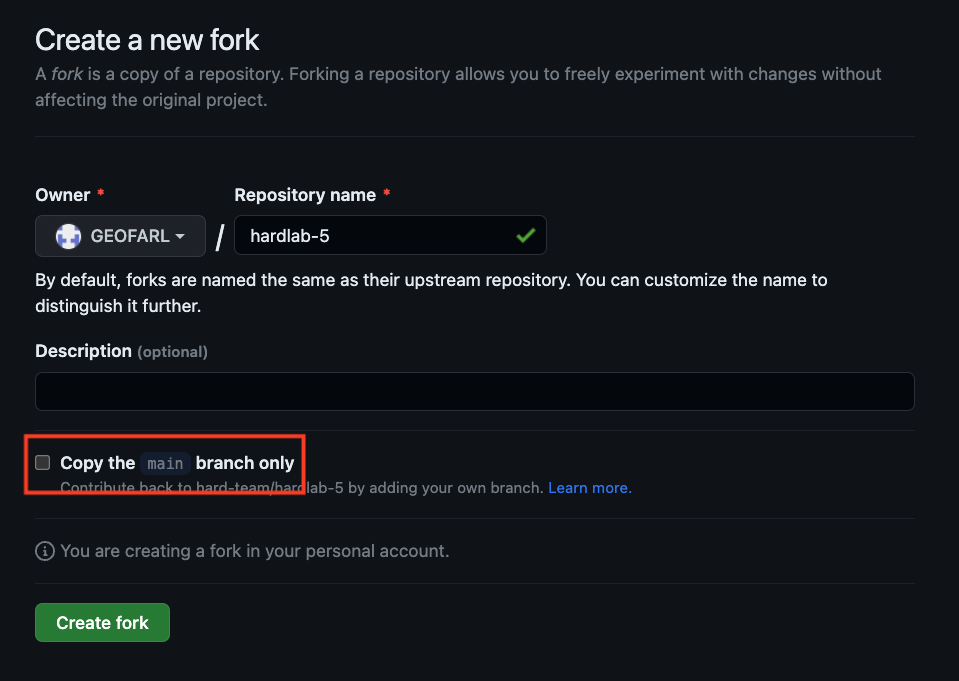 Create a new fork
A fork is a copy of a repository. Forking a repository allows you to freely experiment with changes without
affecting the original project.
Owner * Repository name *
GEOFARL / hardlab-5
By default, forks are named the same as their upstream repository. You can customize the name to
distinguish it further.
Description (optional)
Copy the main branch only
Contribute back to hard-team/hardlab-5 by adding your own branch. Learn more.
You are creating a fork in your personal account.
Create fork